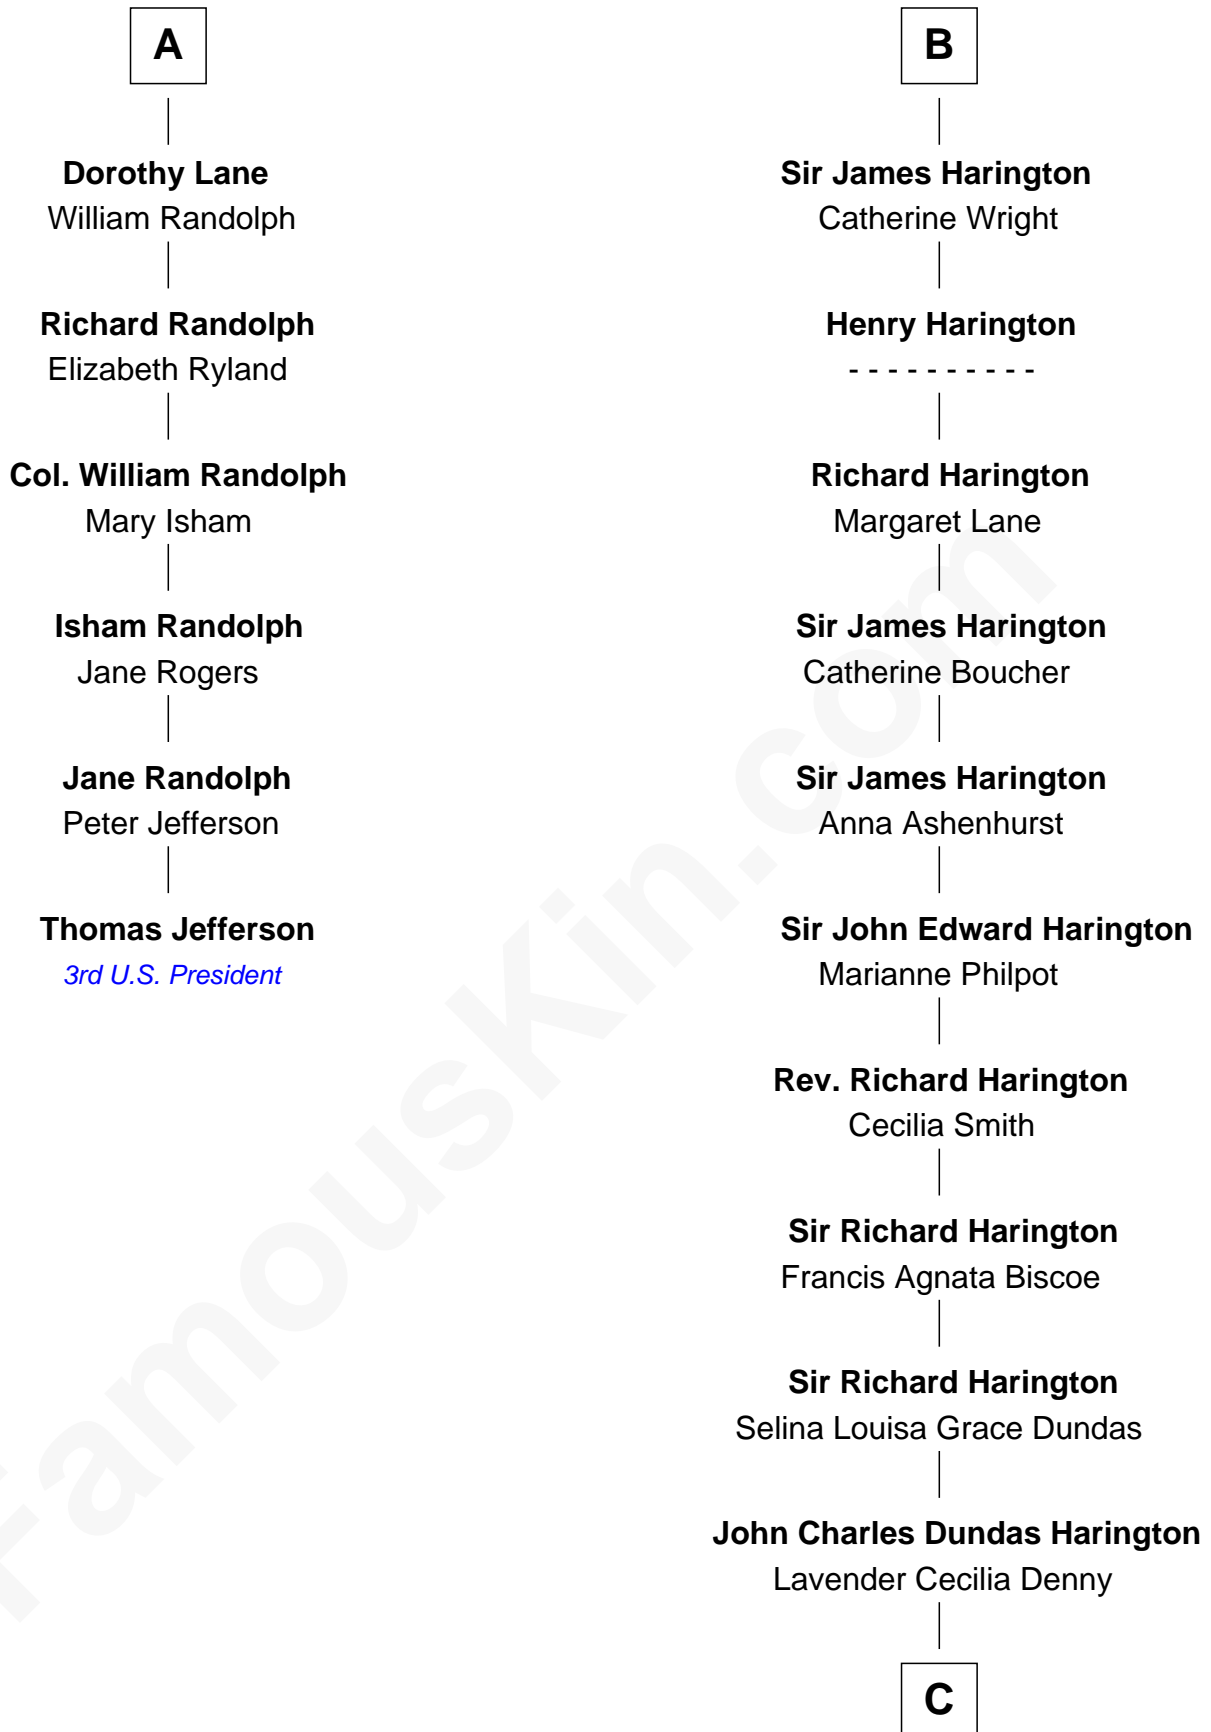 A
Dorothy Lane
William Randolph
Richard Randolph
Elizabeth Ryland
Col. William Randolph
Mary Isham
Isham Randolph
Jane Rogers
Jane Randolph
Peter Jefferson
Thomas Jefferson
3rd U.S. President
B
Sir James Harington
Catherine Wright
Henry Harington
- - - - - - - - - -
Richard Harington
Margaret Lane
Sir James Harington
Catherine Boucher
Sir James Harington
Anna Ashenhurst
Sir John Edward Harington
Marianne Philpot
Rev. Richard Harington
Cecilia Smith
Sir Richard Harington
Francis Agnata Biscoe
Sir Richard Harington
Selina Louisa Grace Dundas
John Charles Dundas Harington
Lavender Cecilia Denny
C
FamousKin.com